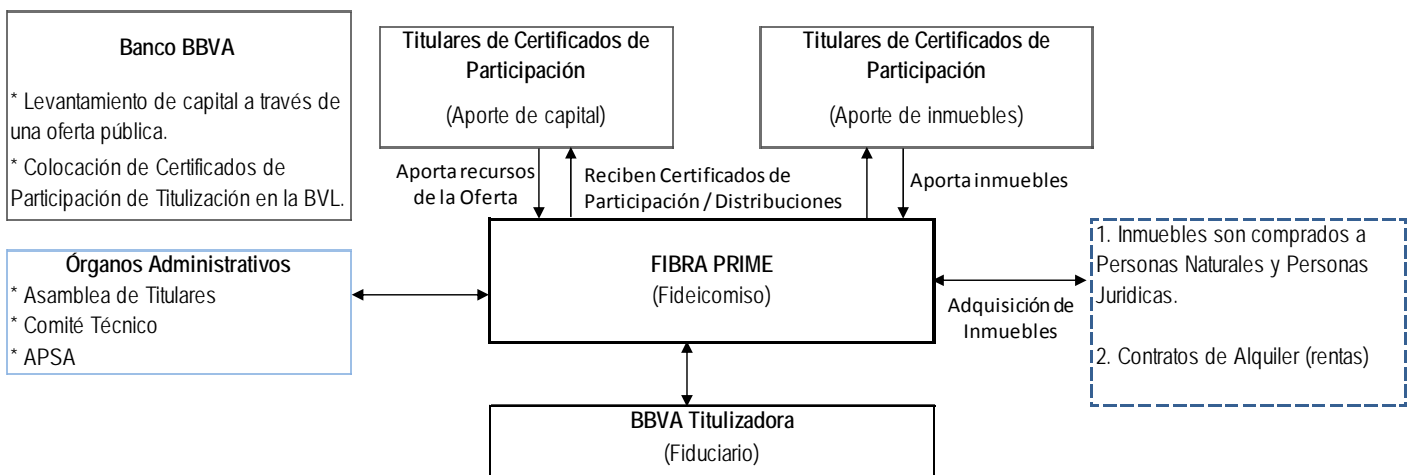 Banco BBVA
* Levantamiento de capital a través de
una oferta pública.
* Colocación de Certificados de
Participación de Titulización en la BVL.
Titulares de Certificados de
Participación
(Aporte de capital)
Titulares de Certificados de
Participación
(Aporte de inmuebles)
Aporta recursos
de la Oferta
Reciben Certificados de
Participación / Distribuciones
Aporta inmuebles
Órganos Administrativos
* Asamblea de Titulares
* Comité Técnico
* APSA
FIBRA PRIME
(Fideicomiso)
Adquisición de
Inmuebles
1. Inmuebles son comprados a
Personas Naturales y Personas
Juridicas.
2. Contratos de Alquiler (rentas)
BBVA Titulizadora
(Fiduciario)